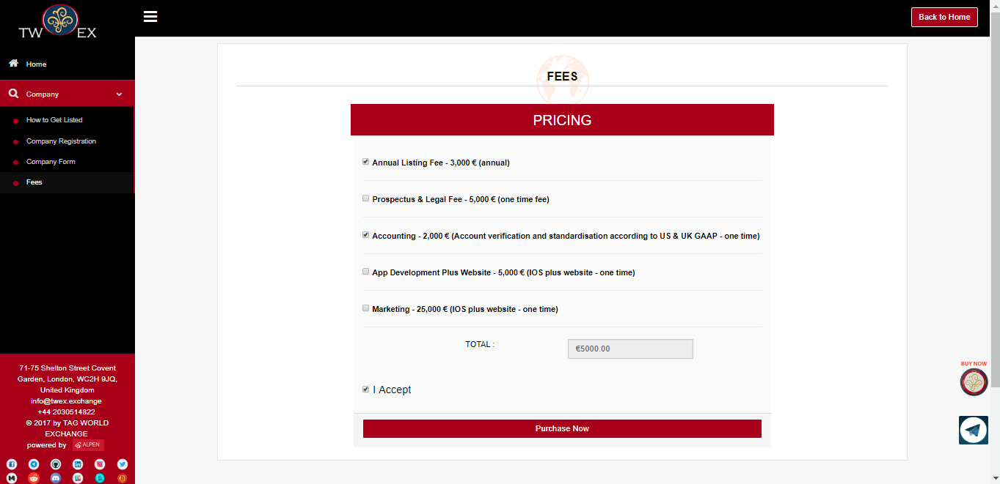 TW EX
Back to Home
Home
Company
How to Get Listed
Company Registration
Company Form
Fees
FEES
PRICING
Annual Listing Fee - 3,000 € (annual)
Prospectus & Legal Fee - 5,000 € (one time fee)
Accounting - 2,000 € (Account verification and standardisation according to US & UK GAAP - one time)
App Development Plus Website - 5,000 € (IOS plus website - one time)
Marketing - 25,000 € (IOS plus website - one time)
TOTAL :
€5000.00
I Accept
Purchase Now
BUY NOW
71-75 Shelton Street Covent
Garden, London, WC2H 9JQ,
United Kingdom
info@twex.exchange
+44 2030514822
© 2017 by TAG WORLD
EXCHANGE
powered by ALPEN